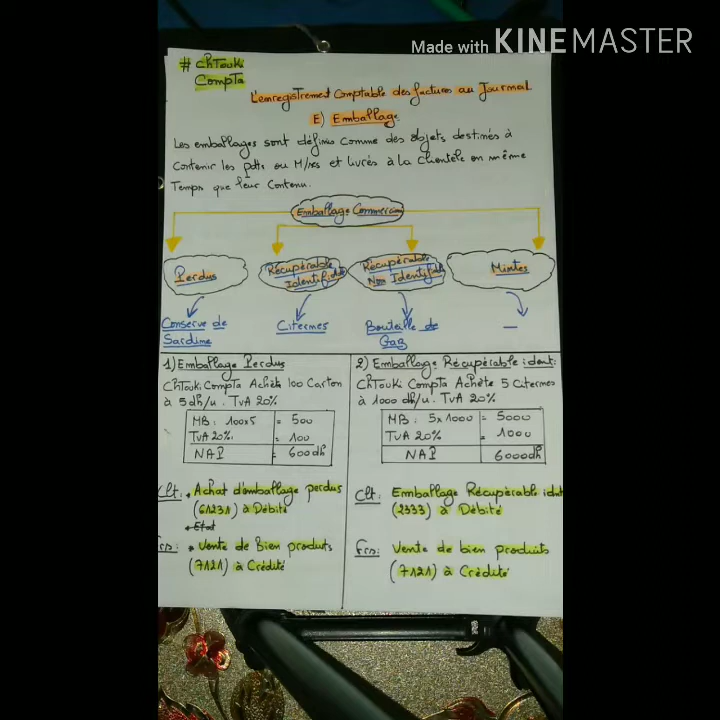 Made with KINEMASTER
# ChTouki
CompTa
L'enregistrement Comptable des factures au Journal
E) Emballage
Les emballages sont définis comme des objets destinés à
contenir les pdts ou M/ses et livrés à la clientèle en même
Temps que leur Contenu.
Emballage Commercial
Perdus
Récupérable Identifiable
Récupérable Non Identifiable
Mixtes
Conserve de Sardine
Citernes
Bouteille de Gaz
—
1) Emballage Perdus
ChTouki CompTa Achète 100 Carton
à 5dh/u. TVA 20%
MB: 100x5 = 500
TVA 20% = 100
NAP = 600dh
Clt: • Achat d'emballage perdus
(61231) à Débité
• Etat
Frs: • Vente de Bien produits
(7121) à Crédité
2) Emballage Récupérable ident:
ChTouKi CompTa Achète 5 Citernes
à 1000 dh/u. TVA 20%
MB: 5x1000 = 5000
TVA 20% = 1000
NAP 6000dh
Clt: Emballage Récupérable ident
(2333) à Débité
Frs: Vente de bien produits
(7121) à Crédité